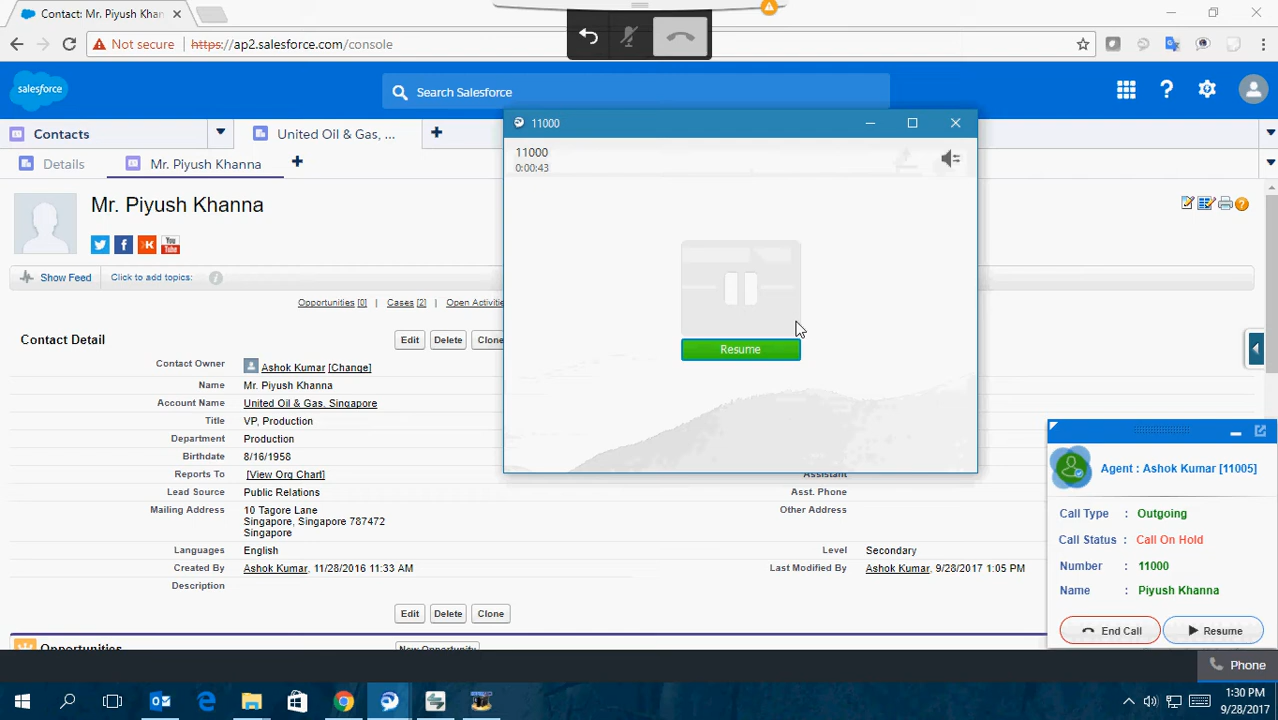 Contact: Mr. Piyush Khan
Not secure https://ap2.salesforce.com/console
salesforce
Search Salesforce
Contacts
United Oil & Gas, ...
Details
Mr. Piyush Khanna
11000
11000
0:00:43
Resume
Mr. Piyush Khanna
You
Tube
Show Feed
Click to add topics:
Opportunities [0] | Cases [2] | Open Activitie
Contact Detail
Edit
Delete
Clone
Contact Owner Ashok Kumar [Change]
Name Mr. Piyush Khanna
Account Name United Oil & Gas, Singapore
Title VP, Production
Department Production
Birthdate 8/16/1958
Reports To [View Org Chart]
Assistant
Lead Source Public Relations
Asst. Phone
Mailing Address 10 Tagore Lane
Singapore, Singapore 787472
Singapore
Other Address
Languages English
Level Secondary
Created By Ashok Kumar, 11/28/2016 11:33 AM
Last Modified By Ashok Kumar, 9/28/2017 1:05 PM
Description
Edit
Delete
Clone
Opportunities
New Opportunity
Agent : Ashok Kumar [11005]
Call Type : Outgoing
Call Status : Call On Hold
Number : 11000
Name : Piyush Khanna
End Call
Resume
Phone
1:30 PM
9/28/2017